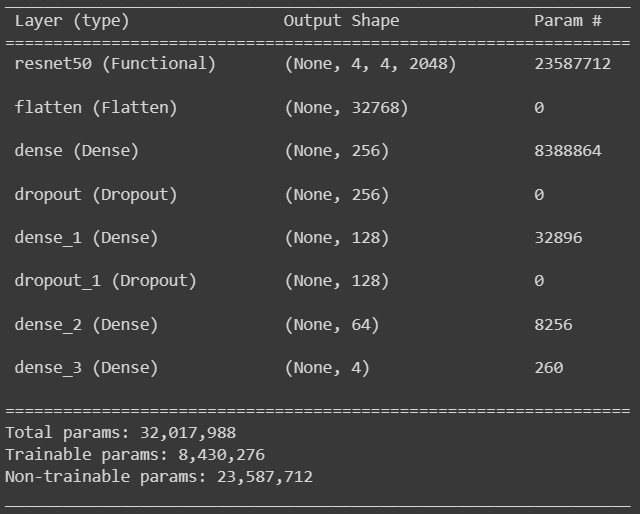 Layer (type) Output Shape Param #
resnet50 (Functional) (None, 4, 4, 2048) 23587712
flatten (Flatten) (None, 32768) 0
dense (Dense) (None, 256) 8388864
dropout (Dropout) (None, 256) 0
dense_1 (Dense) (None, 128) 32896
dropout_1 (Dropout) (None, 128) 0
dense_2 (Dense) (None, 64) 8256
dense_3 (Dense) (None, 4) 260
Total params: 32,017,988
Trainable params: 8,430,276
Non-trainable params: 23,587,712